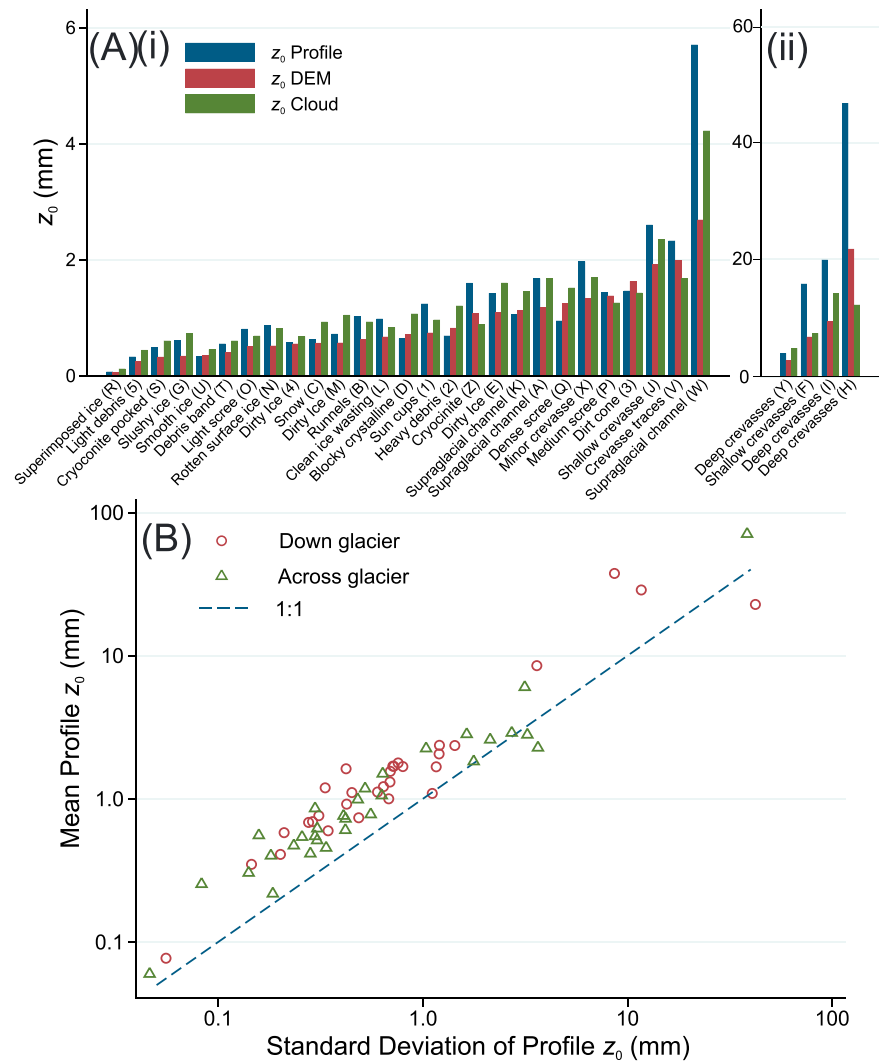 (A)(i)
(ii)
z0 Profile
z0 DEM
z0 Cloud
6
4
2
0
z0 (mm)
60
40
20
0
Superimposed ice (R)
Light debris (5)
Cryoconite pocked (S)
Slushy ice (G)
Smooth ice (U)
Debris band (T)
Light scree (O)
Rotten surface ice (N)
Dirty Ice (4)
Snow (C)
Dirty Ice (M)
Runnels (B)
Clean Ice wasting (L)
Blocky crystalline (D)
Sun cups (1)
Heavy debris (2)
Cryocinite (Z)
Dirty Ice (E)
Supraglacial channel (K)
Supraglacial channel (A)
Dense scree (Q)
Minor crevasse (X)
Medium scree (P)
Dirt cone (3)
Shallow crevasse (J)
Crevasse traces (V)
Supraglacial channel (W)
Deep crevasses (Y)
Shallow crevasses (F)
Deep crevasses (I)
Deep crevasses (H)
(B)
Down glacier
Across glacier
1:1
100
10
1.0
0.1
Mean Profile z0 (mm)
0.1 1.0 10 100
Standard Deviation of Profile z0 (mm)